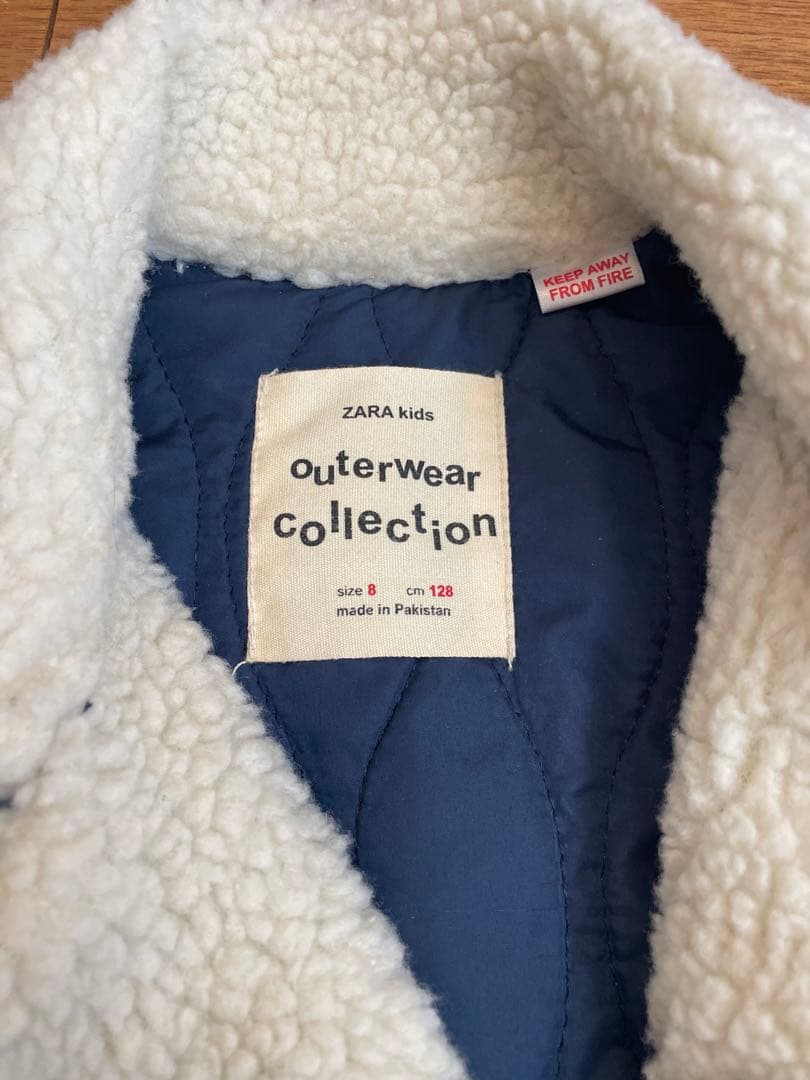 KEEP AWAY
FROM FIRE
ZARA kids
outerwear
collection
size 8 cm 128
made in Pakistan